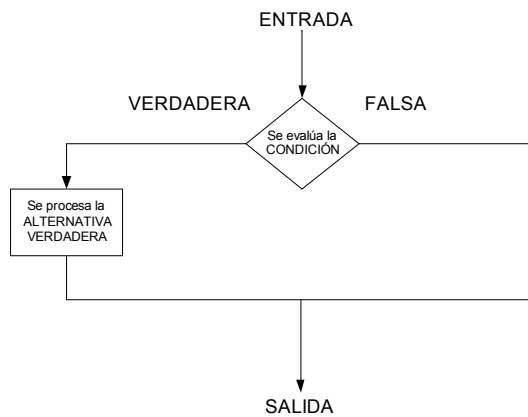 ENTRADA
VERDADERA
FALSA
Se evalúa la
CONDICIÓN
Se procesa la
ALTERNATIVA
VERDADERA
SALIDA